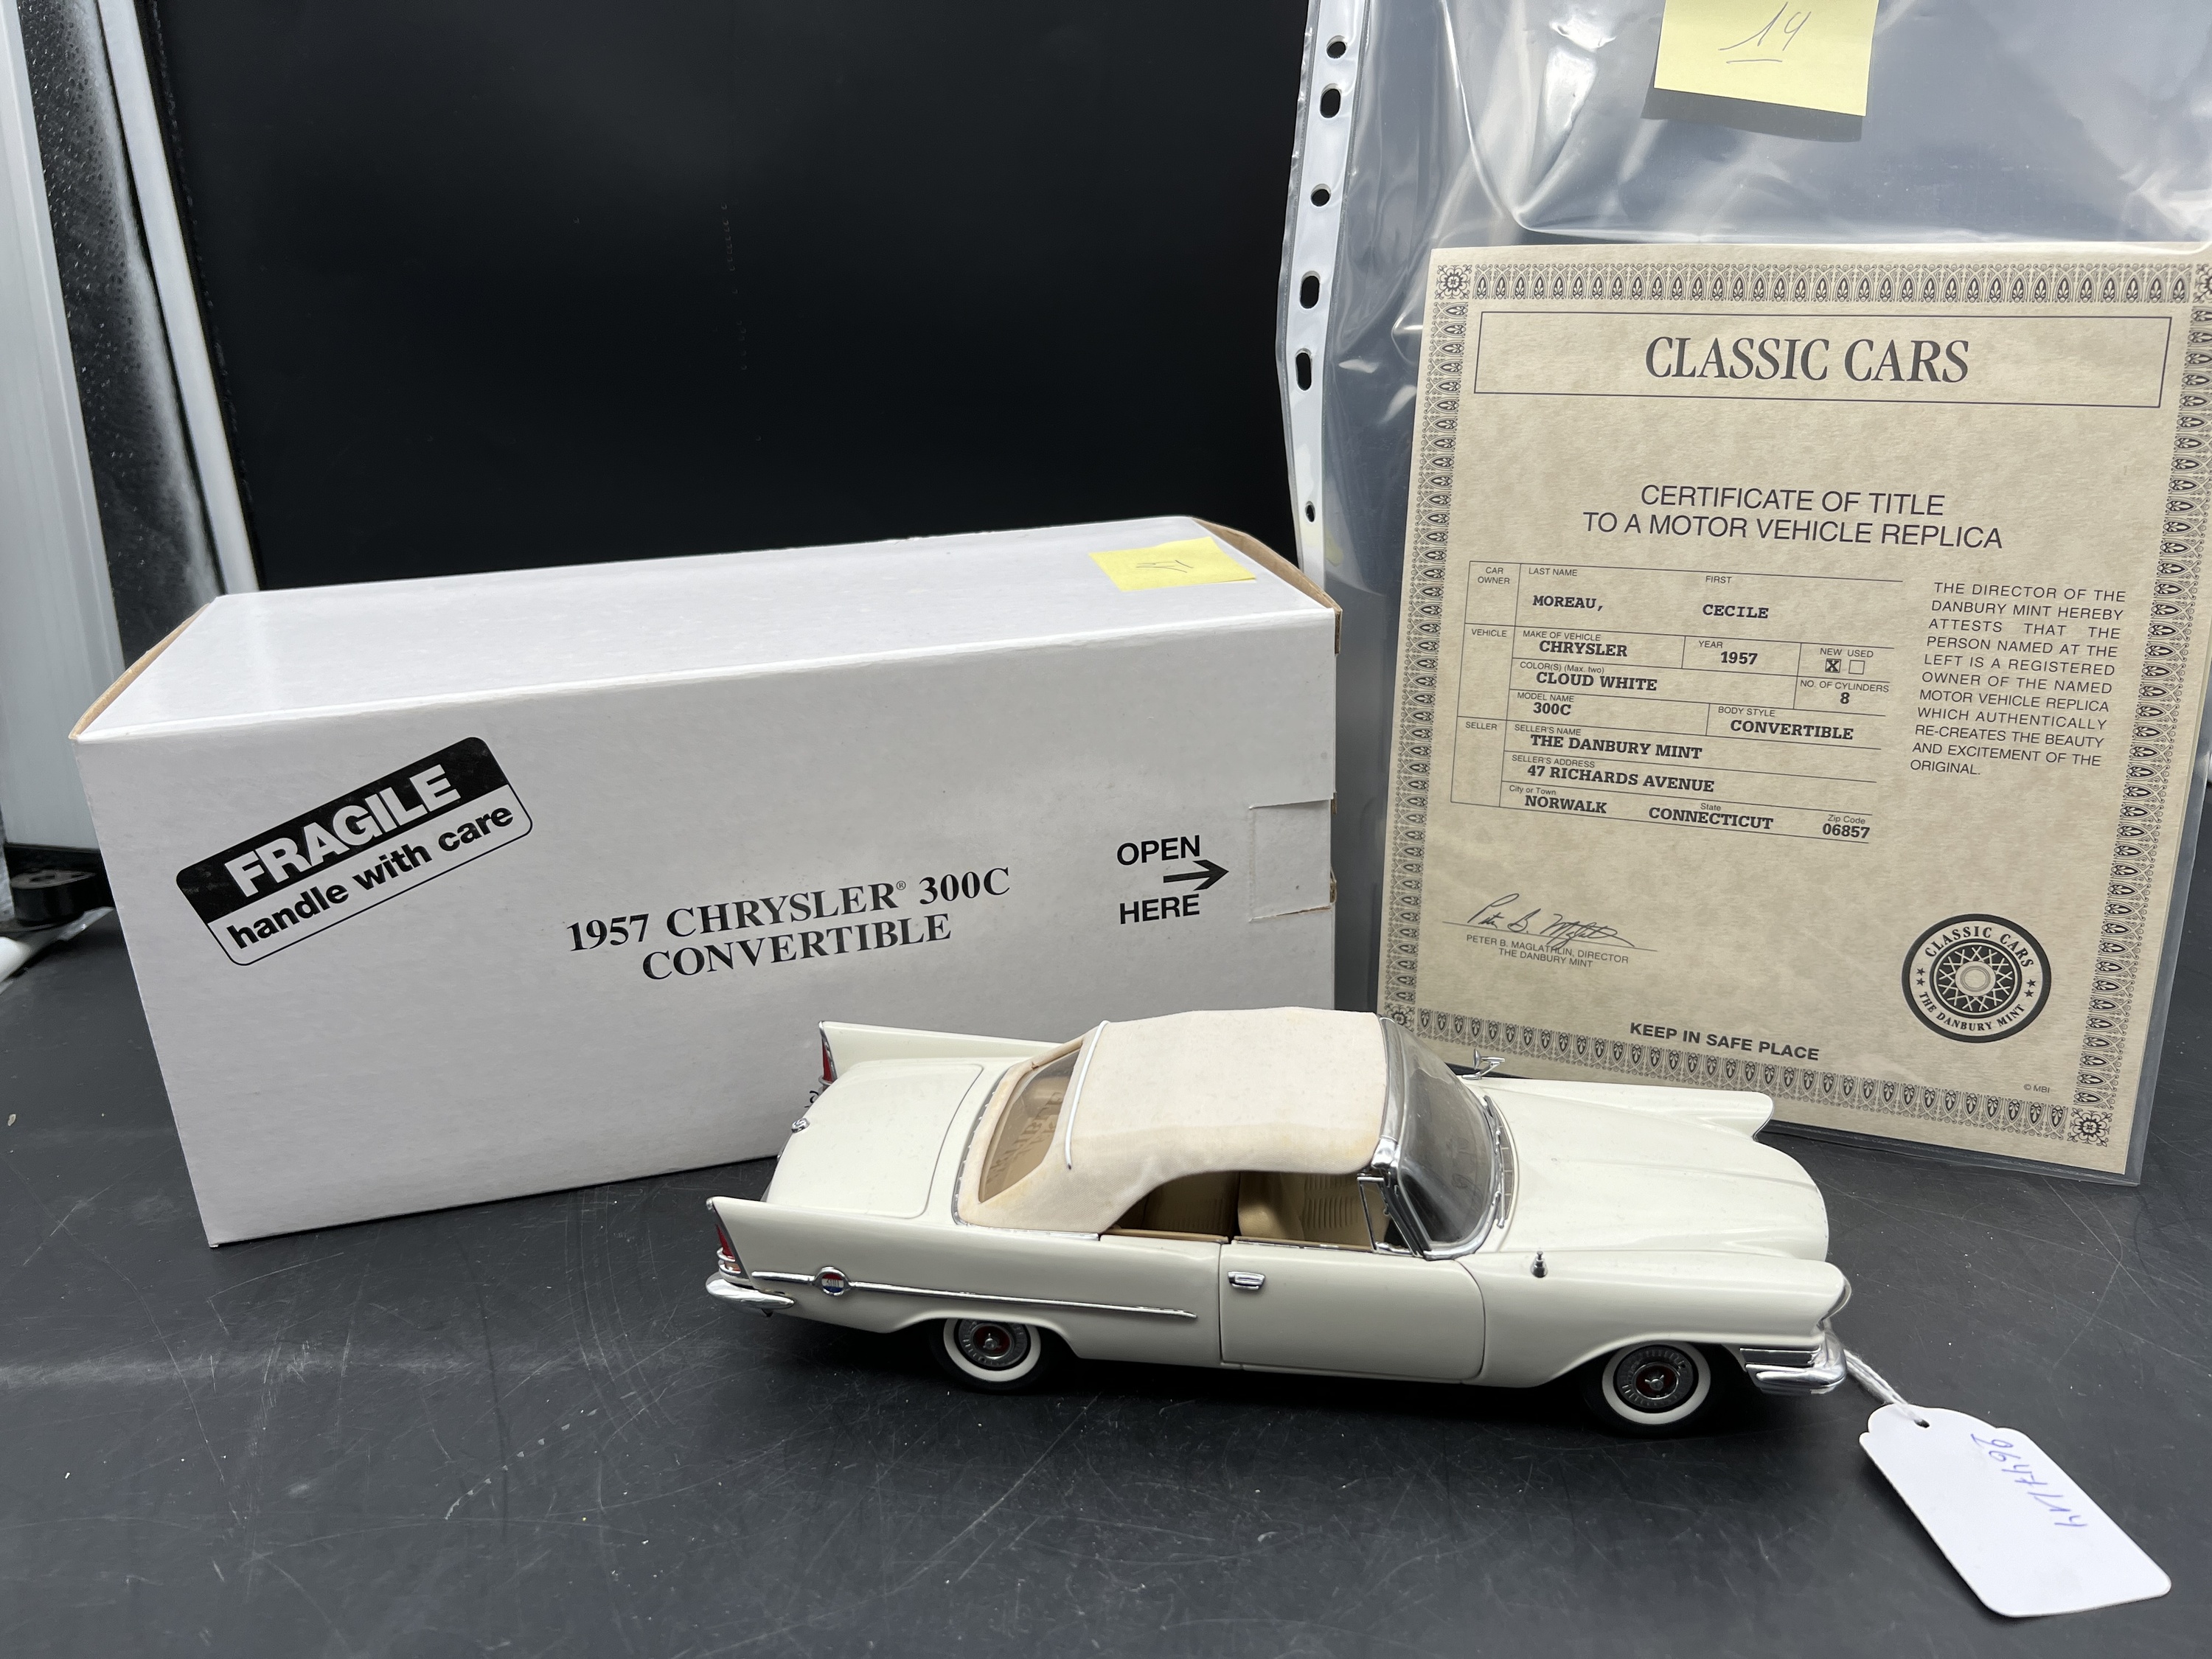 14
CLASSIC CARS
CERTIFICATE OF TITLE
TO A MOTOR VEHICLE REPLICA
CAR OWNER
LAST NAME FIRST
MOREAU, CECILE
VEHICLE
MAKE OF VEHICLE YEAR NEW USED
CHRYSLER 1957 X
COLOR(S) (Max. two) NO. OF CYLINDERS
CLOUD WHITE 8
MODEL NAME BODY STYLE
300C CONVERTIBLE
SELLER
SELLER'S NAME
THE DANBURY MINT
SELLER'S ADDRESS
47 RICHARDS AVENUE
City or Town State Zip Code
NORWALK CONNECTICUT 06857
THE DIRECTOR OF THE
DANBURY MINT HEREBY
ATTESTS THAT THE
PERSON NAMED AT THE
LEFT IS A REGISTERED
OWNER OF THE NAMED
MOTOR VEHICLE REPLICA
WHICH AUTHENTICALLY
RE-CREATES THE BEAUTY
AND EXCITEMENT OF THE
ORIGINAL.
PETER B. MAGLATHLIN, DIRECTOR
THE DANBURY MINT
CLASSIC CARS
THE DANBURY MINT
KEEP IN SAFE PLACE
© MBI
FRAGILE
handle with care
1957 CHRYSLER® 300C
CONVERTIBLE
OPEN
HERE